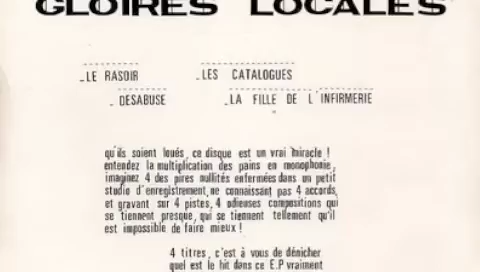 GLOIRES LOCALES
-LE RASOIR -LES CATALOGUES
- DESABUSE -LA FILLE DE L'INFIRMERIE
qu'ils soient loués, ce disque est un vrai miracle !
entendez la multiplication des pains en monophonie,
imaginez 4 des pires nullités enfermées dans un petit
studio d'enregistrement, ne connaissant pas 4 accords,
et gravant sur 4 pistes, 4 odieuses compositions qui
se tiennent presque, qui se tiennent tellement qu'il
est impossible de faire mieux !
4 titres, c'est à vous de dénicher
quel est le hit dans ce E.P vraiment